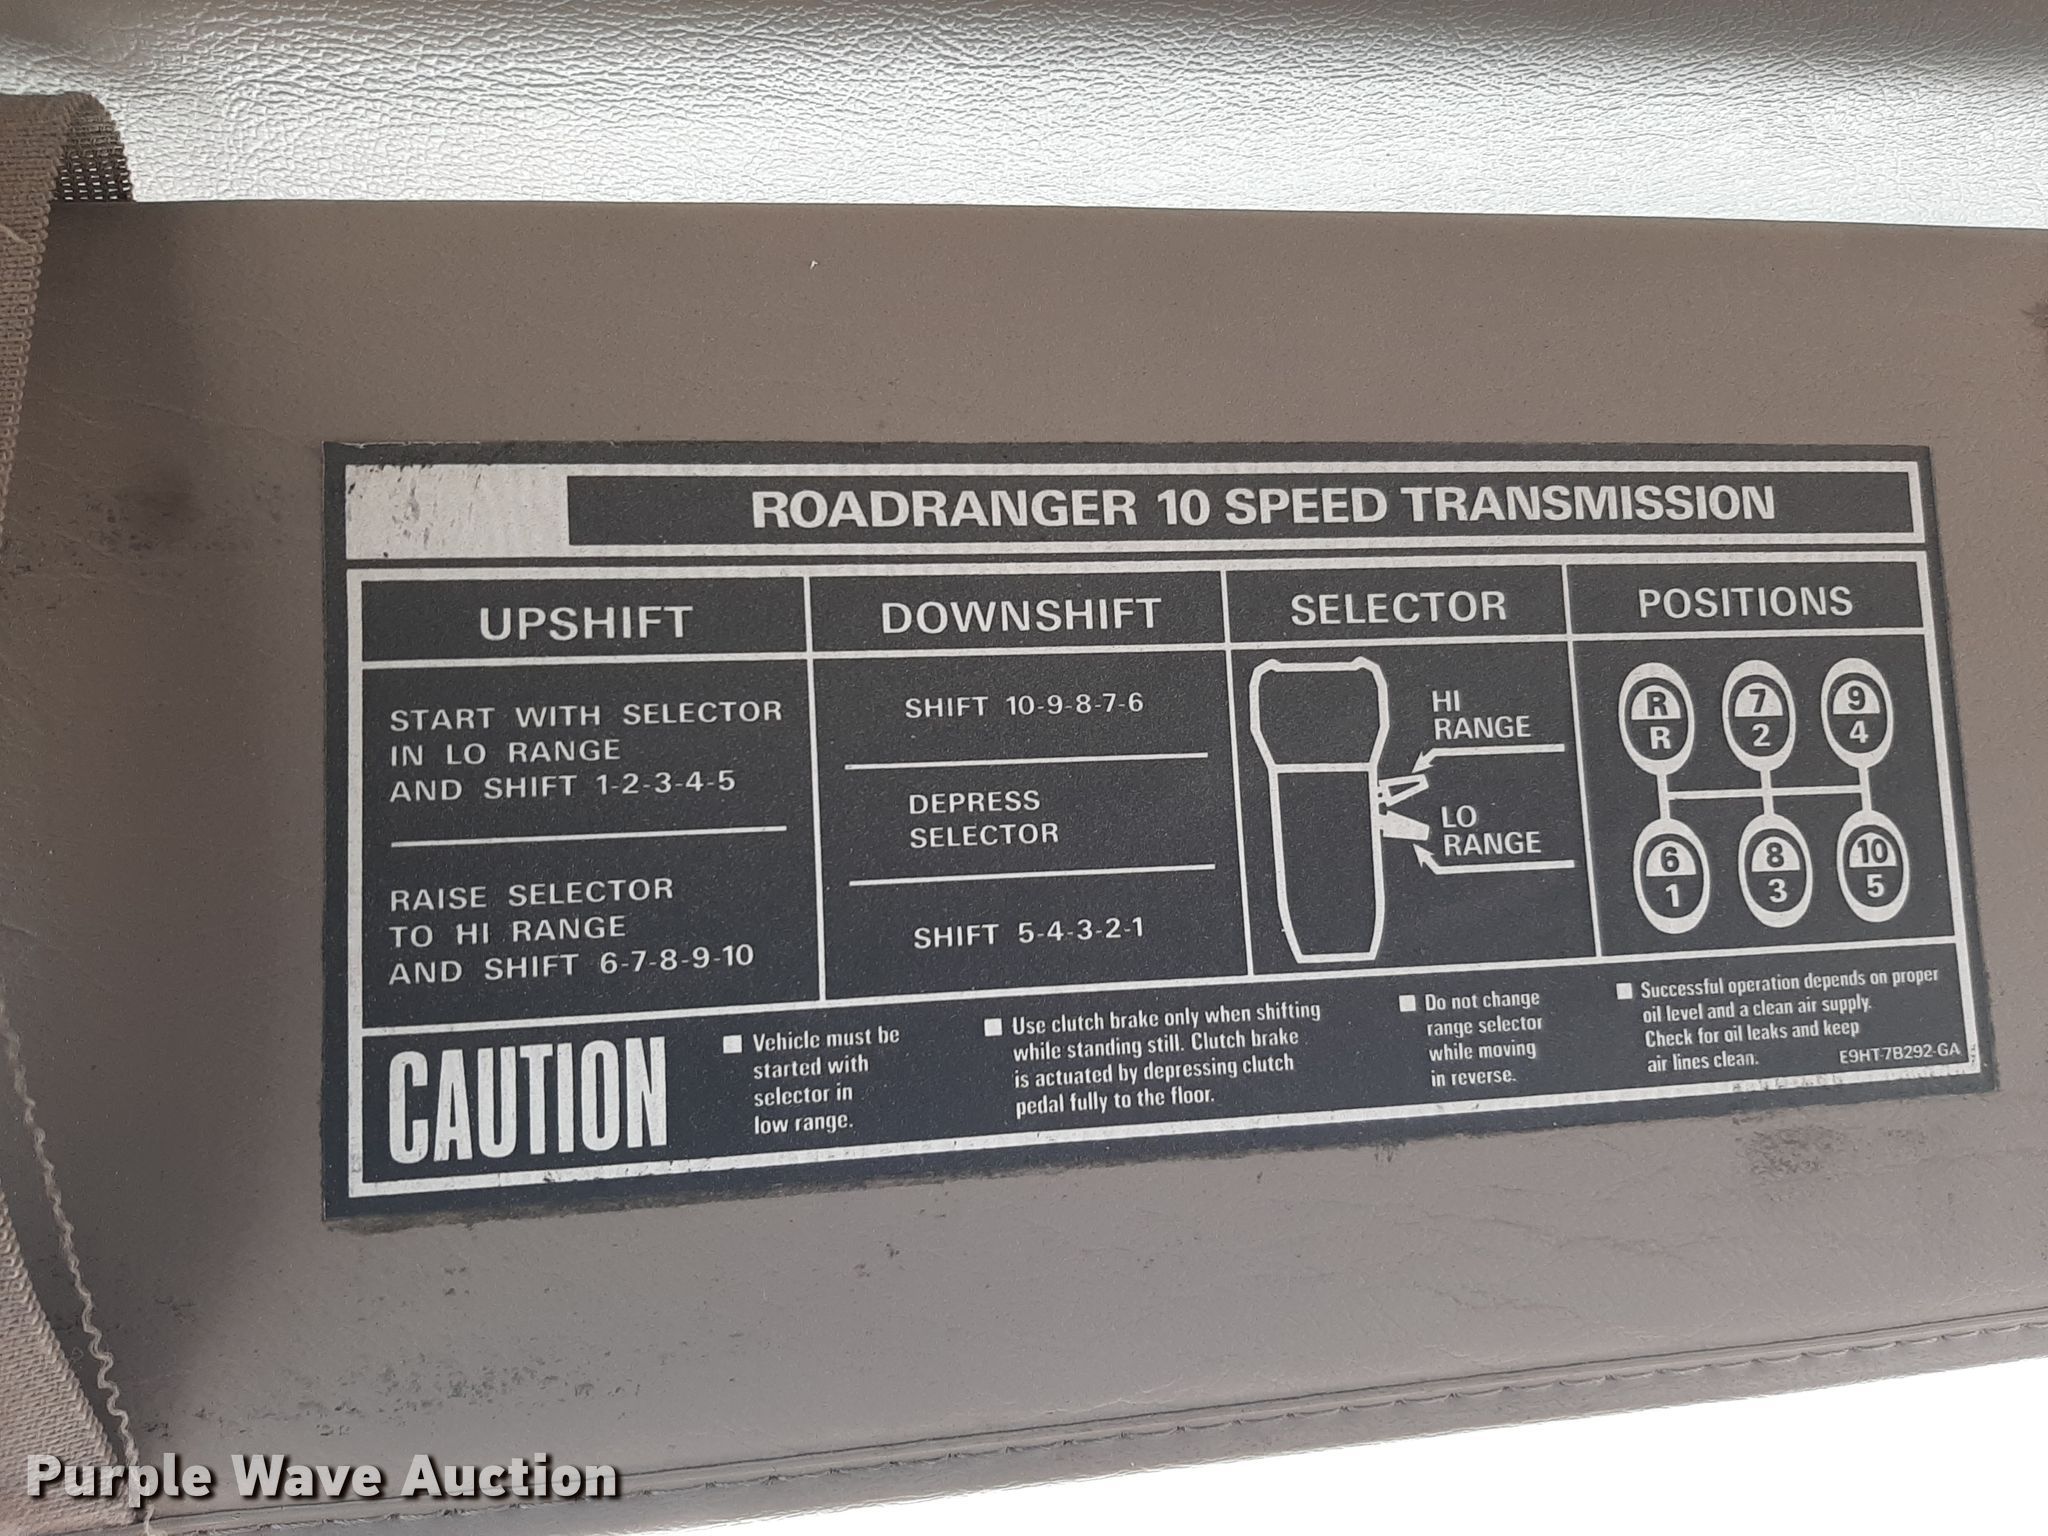 ROADRANGER 10 SPEED TRANSMISSION
UPSHIFT
START WITH SELECTOR
IN LO RANGE
AND SHIFT 1-2-3-4-5
RAISE SELECTOR
TO HI RANGE
AND SHIFT 6-7-8-9-10
DOWNSHIFT
SHIFT 10-9-8-7-6
DEPRESS
SELECTOR
SHIFT 5-4-3-2-1
SELECTOR
HI
RANGE
LO
RANGE
POSITIONS
R 7 9
R 2 4
6 8 10
1 3 5
CAUTION
■ Vehicle must be
started with
selector in
low range.
■ Use clutch brake only when shifting
while standing still. Clutch brake
is actuated by depressing clutch
pedal fully to the floor.
■ Do not change
range selector
while moving
in reverse.
■ Successful operation depends on proper
oil level and a clean air supply.
Check for oil leaks and keep
air lines clean.
E9HT-7B292-GA
Purple Wave Auction